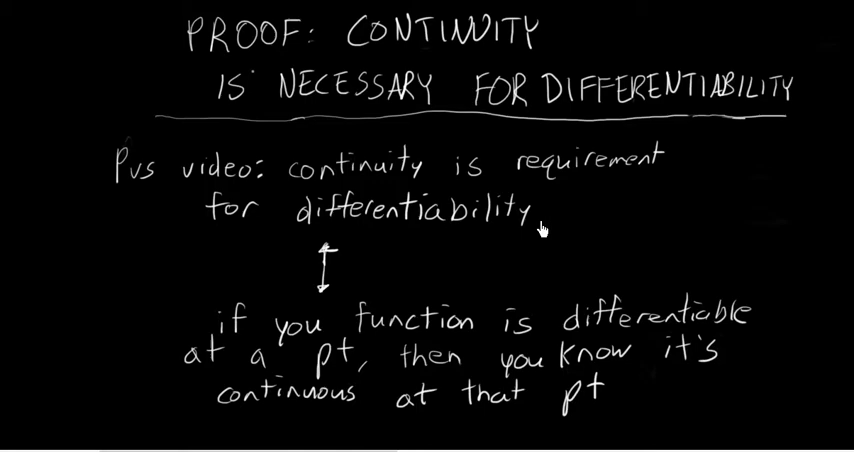 PROOF: CONTINUITY
IS NECESSARY FOR DIFFERENTIABILITY
Pvs video: continuity is requirement
for differentiability
if you function is differentiable
at a pt, then you know it's
continuous at that pt